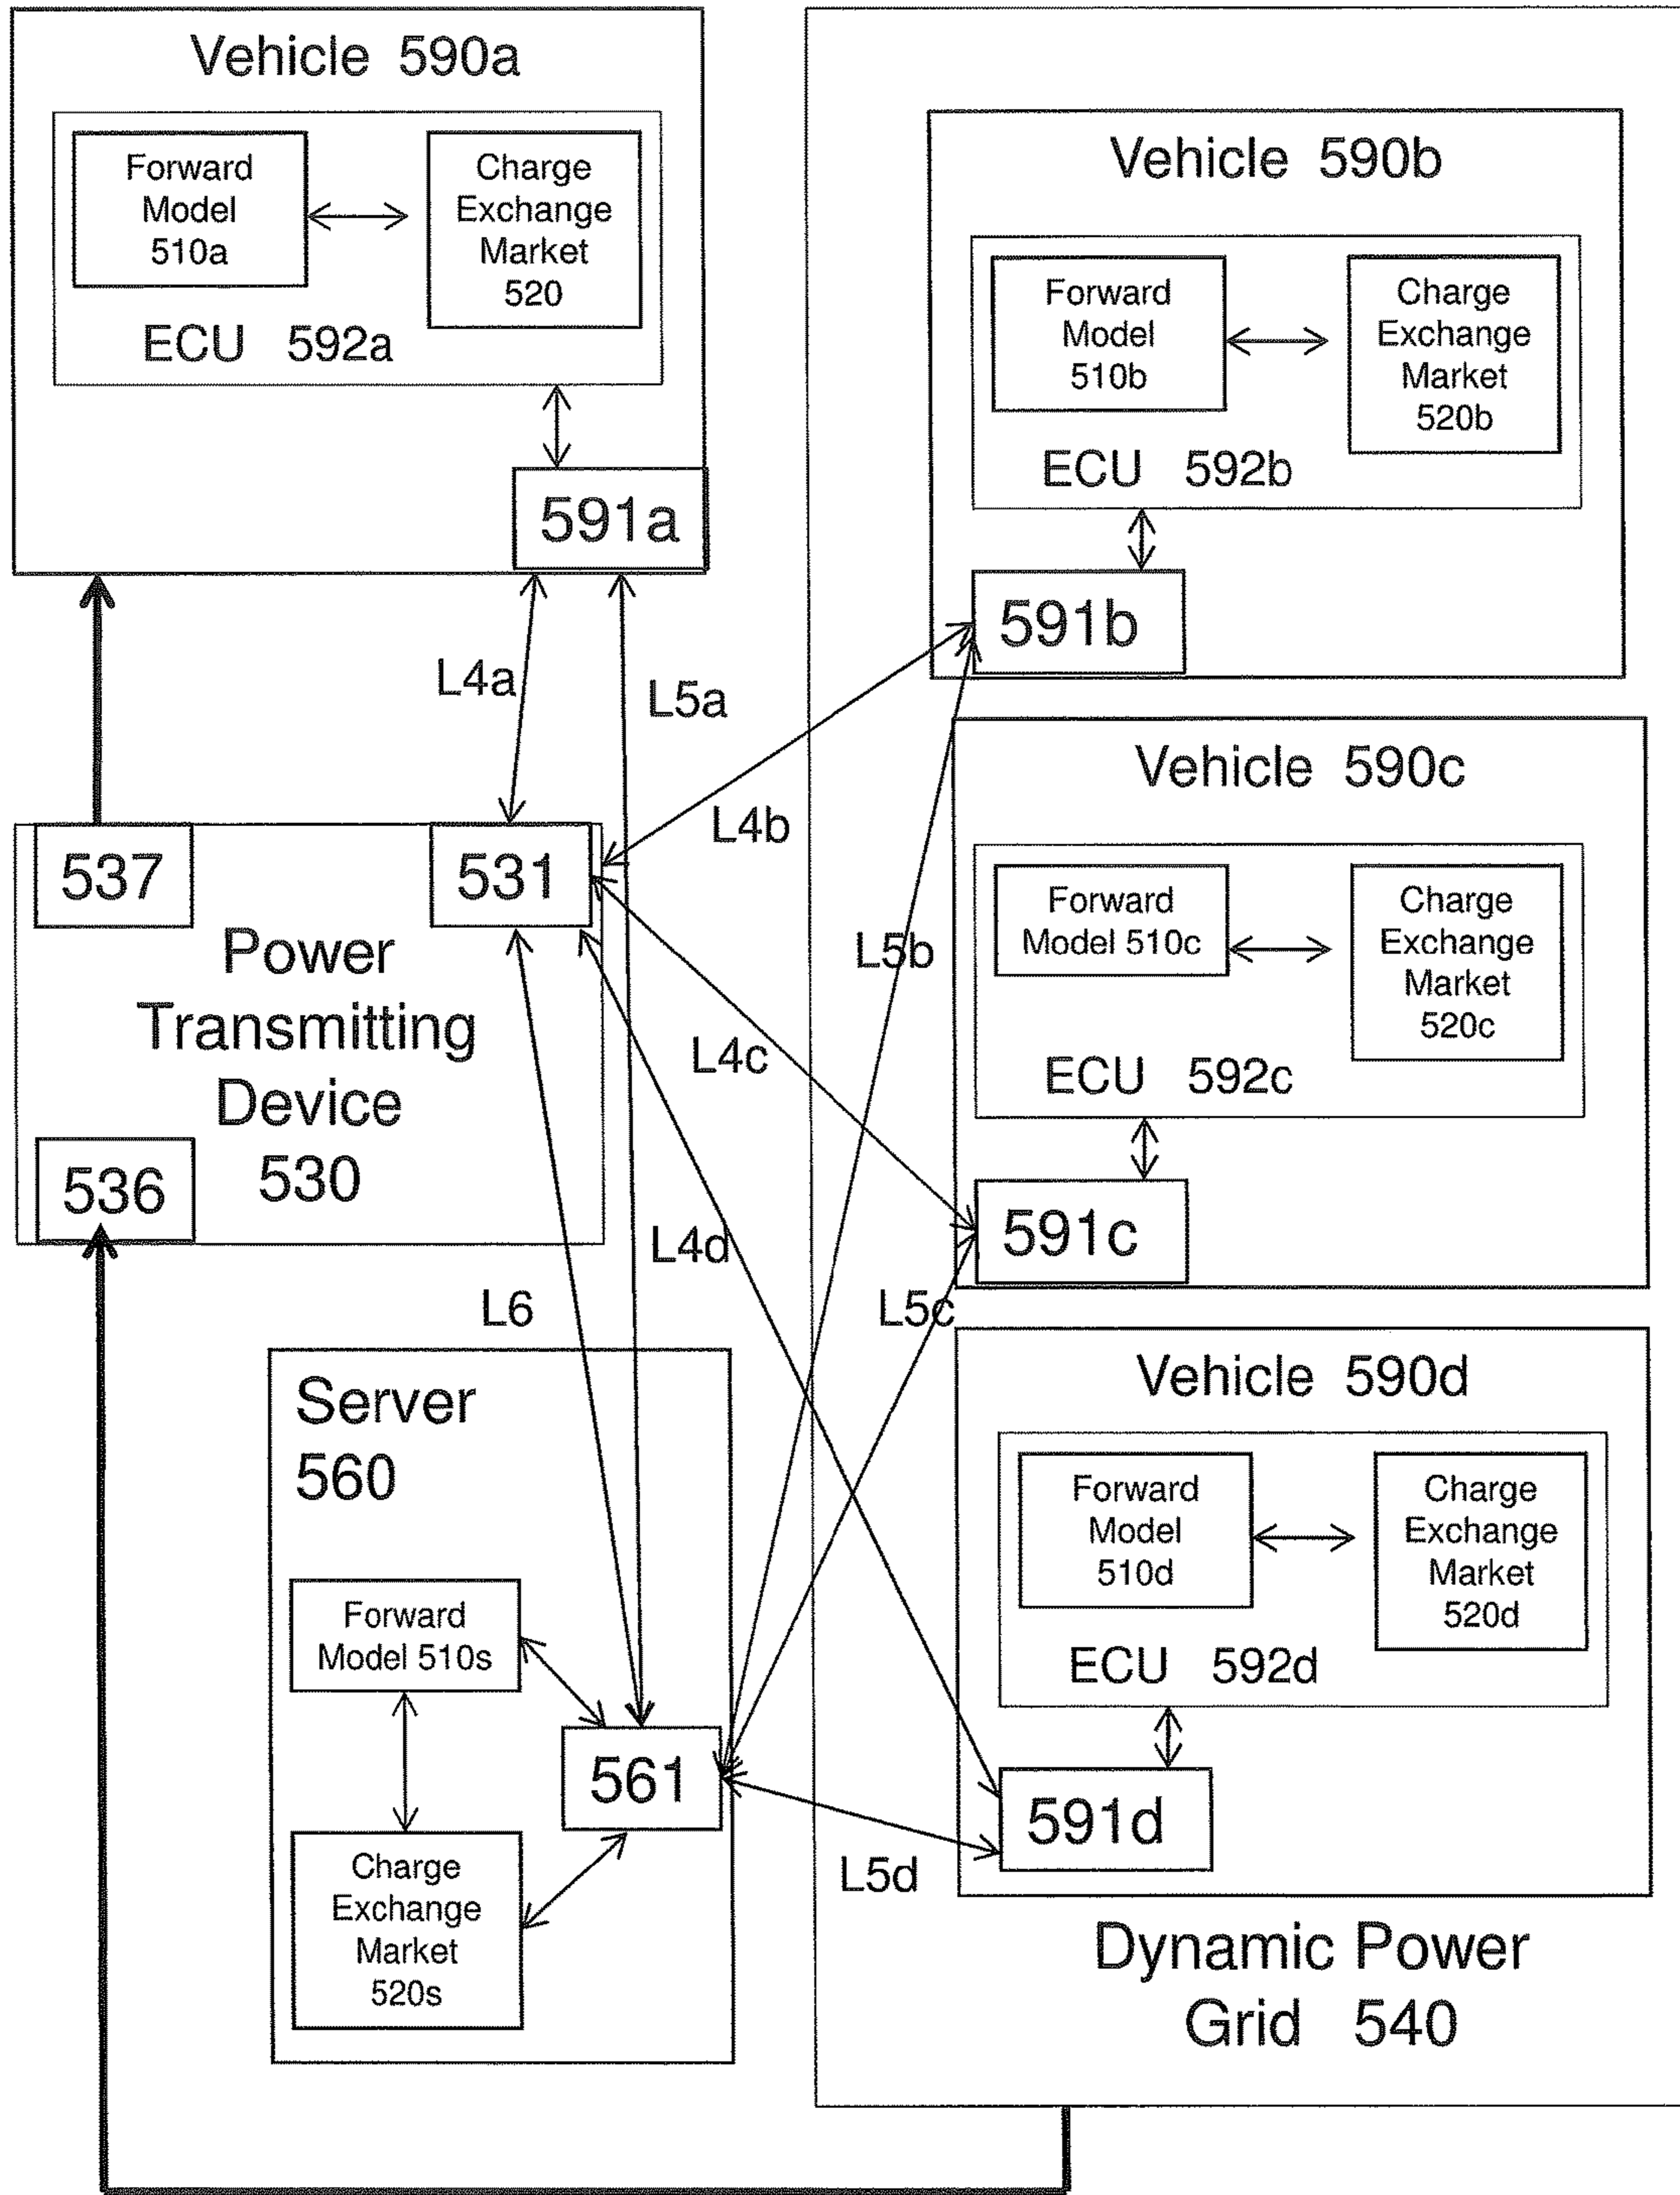 Vehicle 590a
Forward
Model
510a
Charge
Exchange
Market
520
ECU 592a
591a
L4a
L5a
537
531
Power
Transmitting
Device
530
536
L4b
L4c
L4d
L5b
L5c
L5d
L6
Server
560
Forward
Model 510s
561
Charge
Exchange
Market
520s
Vehicle 590b
Forward
Model
510b
Charge
Exchange
Market
520b
ECU 592b
591b
Vehicle 590c
Forward
Model 510c
Charge
Exchange
Market
520c
ECU 592c
591c
Vehicle 590d
Forward
Model
510d
Charge
Exchange
Market
520d
ECU 592d
591d
Dynamic Power
Grid 540